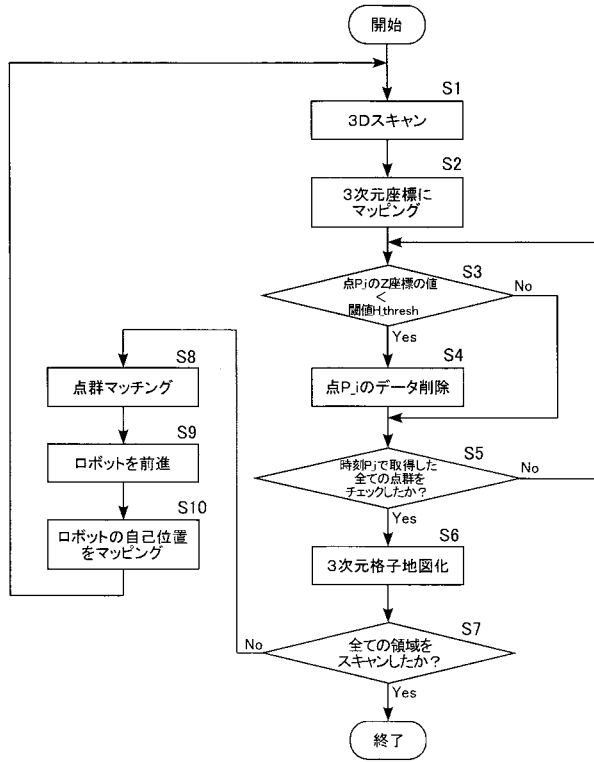 開始
S1
3Dスキャン
S2
3次元座標に
マッピング
S3
点P_iのZ座標の値
<
閾値H_thresh
No
Yes
S4
点P_iのデータ削除
S5
時刻Pjで取得した
全ての点群を
チェックしたか?
No
Yes
S6
3次元格子地図化
S7
全ての領域を
スキャンしたか?
No
Yes
終了
S8
点群マッチング
S9
ロボットを前進
S10
ロボットの自己位置
をマッピング